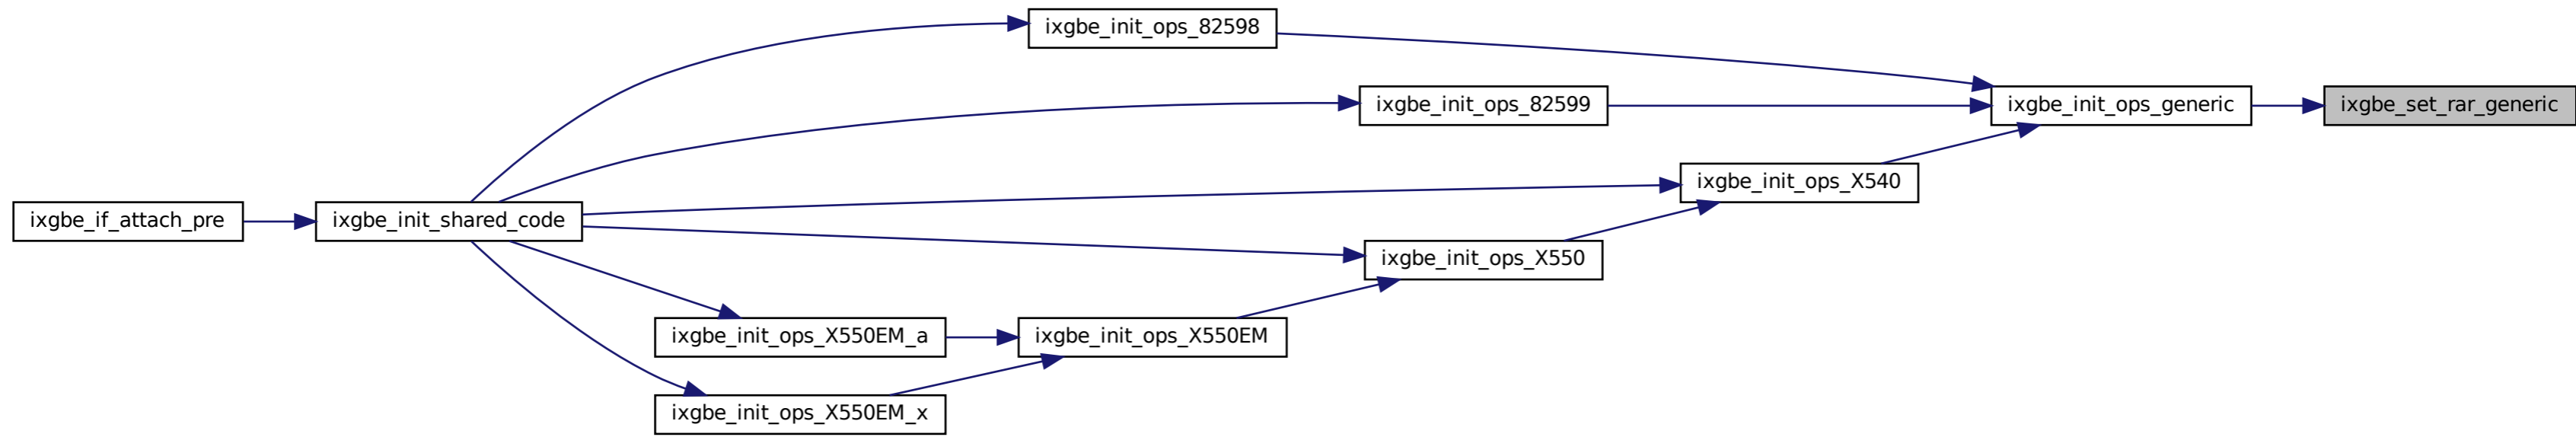 ixgbe_init_ops_82598
ixgbe_init_ops_82599
ixgbe_init_ops_generic
ixgbe_set_rar_generic
ixgbe_init_ops_X540
ixgbe_if_attach_pre
ixgbe_init_shared_code
ixgbe_init_ops_X550
ixgbe_init_ops_X550EM_a
ixgbe_init_ops_X550EM
ixgbe_init_ops_X550EM_x